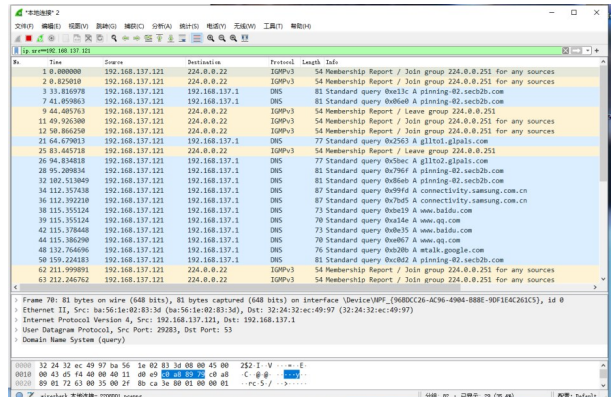 *本地连接* 2
文件(F) 编辑(E) 视图(V) 跳转(G) 捕获(C) 分析(A) 统计(S) 电话(Y) 无线(W) 工具(T) 帮助(H)
ip.src==192.168.137.121
No. Time Source Destination Protocol Length Info
1 0.000000 192.168.137.121 224.0.0.22 IGMPv3 54 Membership Report / Join group 224.0.0.251 for any sources
2 0.825010 192.168.137.121 224.0.0.22 IGMPv3 54 Membership Report / Join group 224.0.0.251 for any sources
3 33.816978 192.168.137.121 192.168.137.1 DNS 81 Standard query 0xe13c A pinning-02.secb2b.com
7 41.059863 192.168.137.121 192.168.137.1 DNS 81 Standard query 0x06e0 A pinning-02.secb2b.com
9 44.405763 192.168.137.121 224.0.0.22 IGMPv3 54 Membership Report / Leave group 224.0.0.251
11 49.926300 192.168.137.121 224.0.0.22 IGMPv3 54 Membership Report / Join group 224.0.0.251 for any sources
12 50.866250 192.168.137.121 224.0.0.22 IGMPv3 54 Membership Report / Join group 224.0.0.251 for any sources
21 64.679013 192.168.137.121 192.168.137.1 DNS 77 Standard query 0x2563 A gllto1.glpals.com
25 83.445718 192.168.137.121 224.0.0.22 IGMPv3 54 Membership Report / Leave group 224.0.0.251
26 94.834818 192.168.137.121 192.168.137.1 DNS 77 Standard query 0x5bec A gllto2.glpals.com
28 95.209834 192.168.137.121 192.168.137.1 DNS 81 Standard query 0x796f A pinning-02.secb2b.com
32 102.513049 192.168.137.121 192.168.137.1 DNS 81 Standard query 0x86eb A pinning-02.secb2b.com
34 112.357438 192.168.137.121 192.168.137.1 DNS 87 Standard query 0x99fd A connectivity.samsung.com.cn
36 112.392210 192.168.137.121 192.168.137.1 DNS 87 Standard query 0x7bd5 A connectivity.samsung.com.cn
38 115.355124 192.168.137.121 192.168.137.1 DNS 73 Standard query 0xbe19 A www.baidu.com
39 115.355124 192.168.137.121 192.168.137.1 DNS 70 Standard query 0xa14e A www.qq.com
42 115.378448 192.168.137.121 192.168.137.1 DNS 73 Standard query 0x0e35 A www.baidu.com
44 115.386290 192.168.137.121 192.168.137.1 DNS 70 Standard query 0xe067 A www.qq.com
48 132.764696 192.168.137.121 192.168.137.1 DNS 76 Standard query 0xb20b A mtalk.google.com
50 159.224183 192.168.137.121 192.168.137.1 DNS 81 Standard query 0xc0d2 A pinning-02.secb2b.com
62 211.999891 192.168.137.121 224.0.0.22 IGMPv3 54 Membership Report / Join group 224.0.0.251 for any sources
63 212.246762 192.168.137.121 224.0.0.22 IGMPv3 54 Membership Report / Join group 224.0.0.251 for any sources
> Frame 70: 81 bytes on wire (648 bits), 81 bytes captured (648 bits) on interface \Device\NPF_{96BDCC26-AC96-4904-B88E-9DF1E4C261C5}, id 0
> Ethernet II, Src: ba:56:1e:02:83:3d (ba:56:1e:02:83:3d), Dst: 32:24:32:ec:49:97 (32:24:32:ec:49:97)
> Internet Protocol Version 4, Src: 192.168.137.121, Dst: 192.168.137.1
> User Datagram Protocol, Src Port: 29283, Dst Port: 53
> Domain Name System (query)
0000 32 24 32 ec 49 97 ba 56 1e 02 83 3d 08 00 45 00 2$2·I··V ···=··E·
0010 00 43 d5 f4 40 00 40 11 d0 e9 c0 a8 89 79 c0 a8 ·C··@·@· ·····y··
0020 89 01 72 63 00 35 00 2f 8b ca 3e 80 01 00 00 01 ··rc·5·/ ··>·····